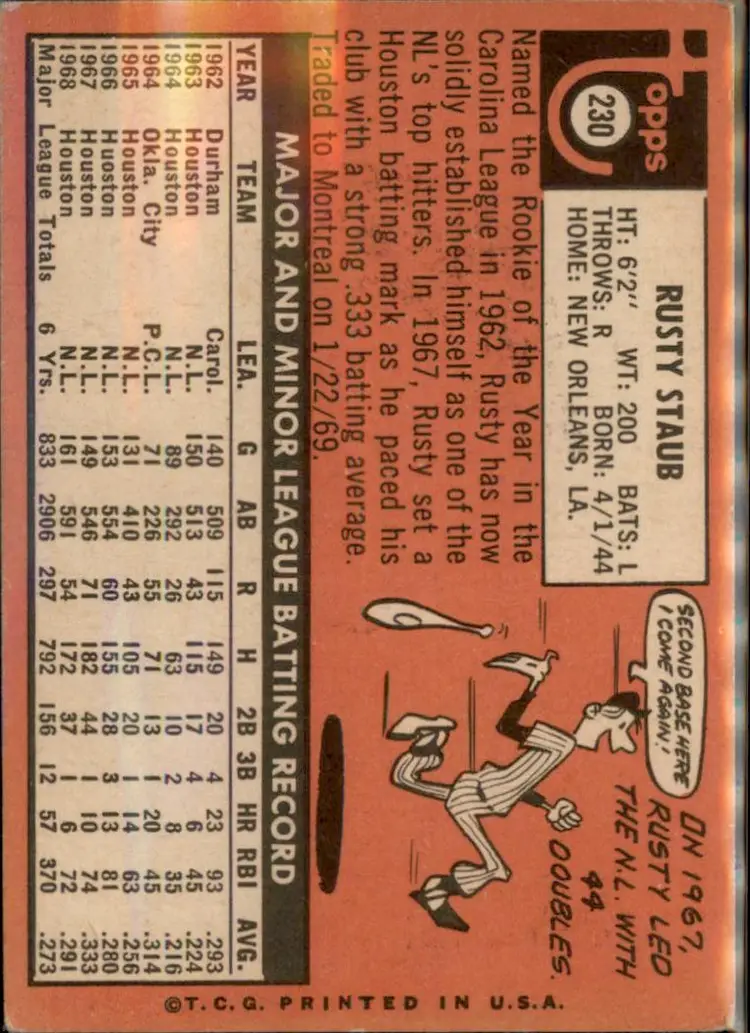 Topps
230
RUSTY STAUB
HT: 6'2" WT: 200 BATS: L
THROWS: R BORN: 4/1/44
HOME: NEW ORLEANS, LA.
Named the Rookie of the Year in the
Carolina League in 1962, Rusty has now
solidly established himself as one of the
NL's top hitters. In 1967, Rusty set a
Houston batting mark as he paced his
club with a strong .333 batting average.
Traded to Montreal on 1/22/69.
SECOND BASE HERE
I COME AGAIN!
ON 1967,
RUSTY LED
THE N.L. WITH
44
DOUBLES.
MAJOR AND MINOR LEAGUE BATTING RECORD
YEAR TEAM LEA. G AB R H 2B 3B HR RBI AVG.
1962 Durham Carol. 140 509 115 149 20 4 23 93 .293
1963 Houston N.L. 150 513 43 115 17 4 6 45 .224
1964 Houston N.L. 89 292 26 63 10 2 8 35 .216
1964 Okla. City P.C.L. 71 226 55 71 13 1 20 45 .314
1965 Houston N.L. 131 410 43 105 20 1 14 63 .256
1966 Huoston N.L. 153 554 60 155 28 3 13 81 .280
1967 Houston N.L. 149 546 71 182 44 1 10 74 .333
1968 Houston N.L. 161 591 54 172 37 1 6 72 .291
Major League Totals 6 Yrs. 833 2906 297 792 156 12 57 370 .273
©T.C.G. PRINTED IN U.S.A.